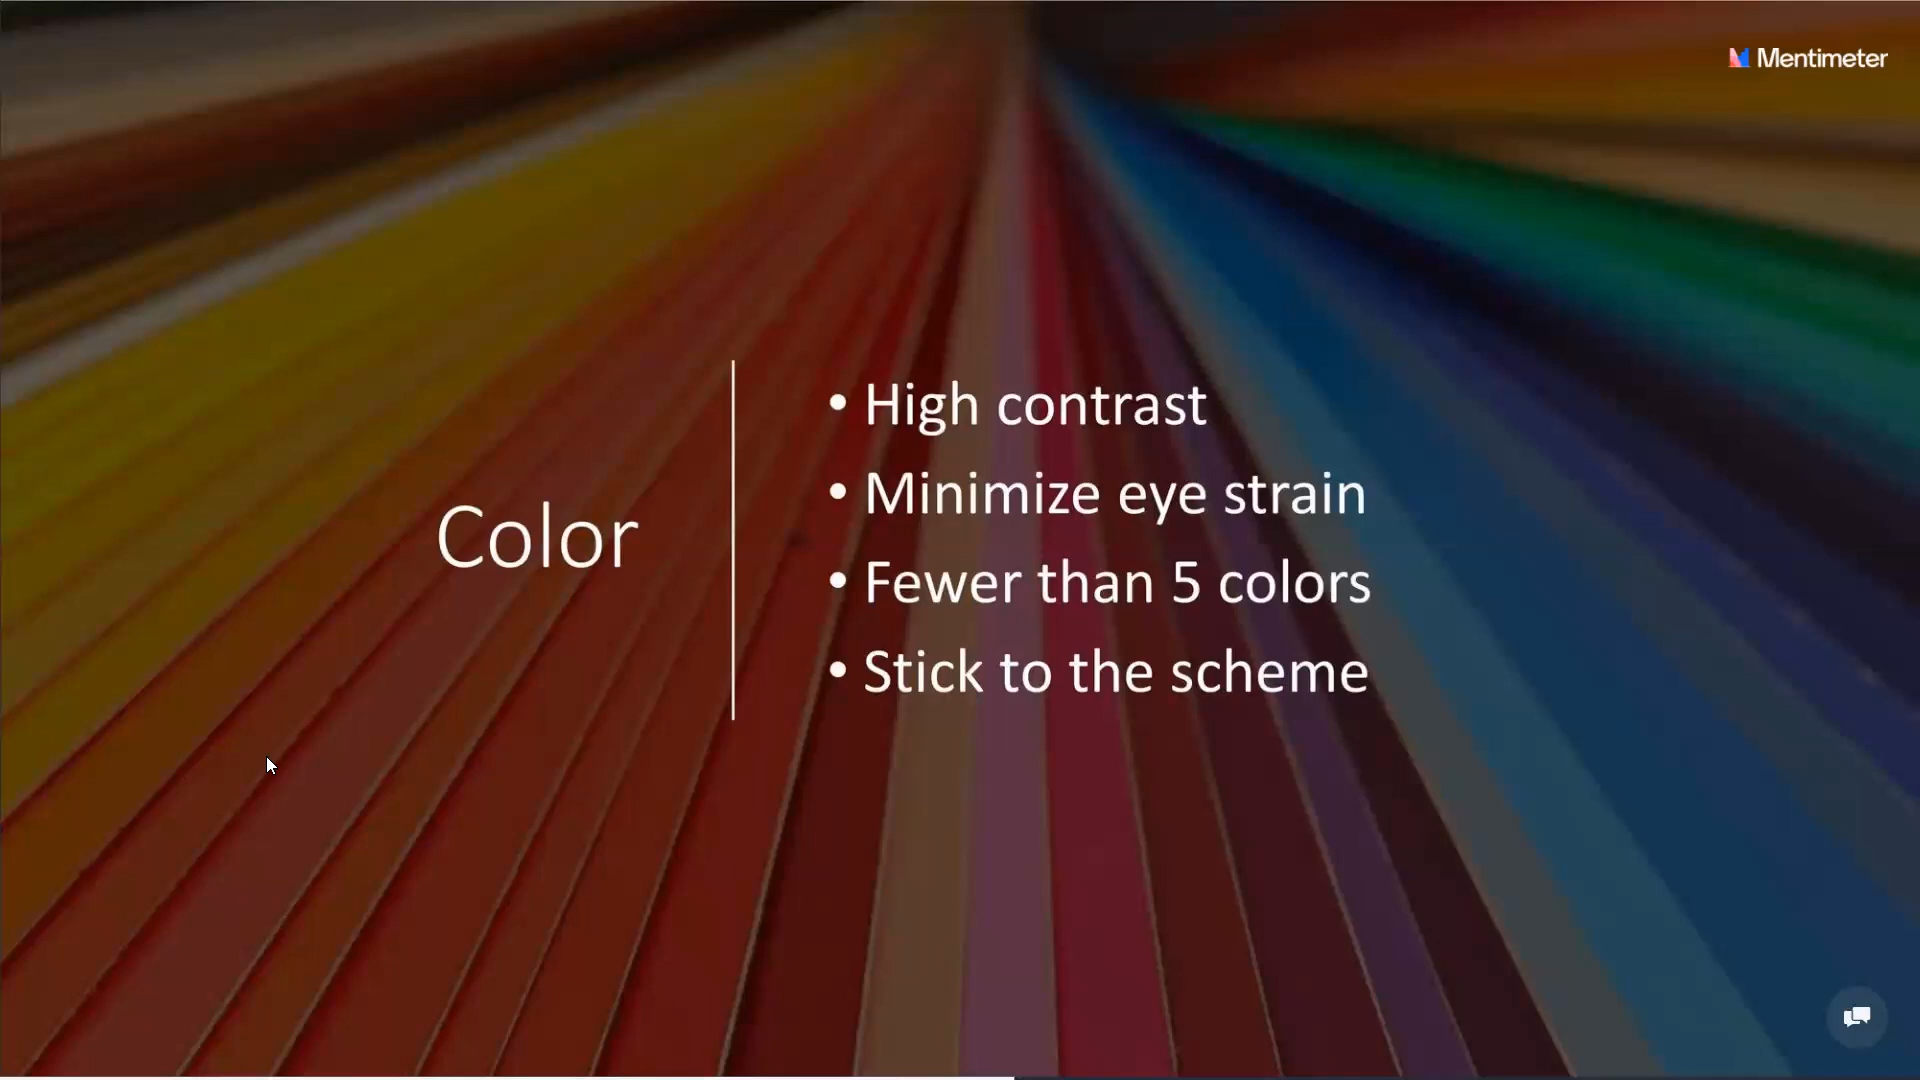 Mentimeter
Color
• High contrast
• Minimize eye strain
• Fewer than 5 colors
• Stick to the scheme